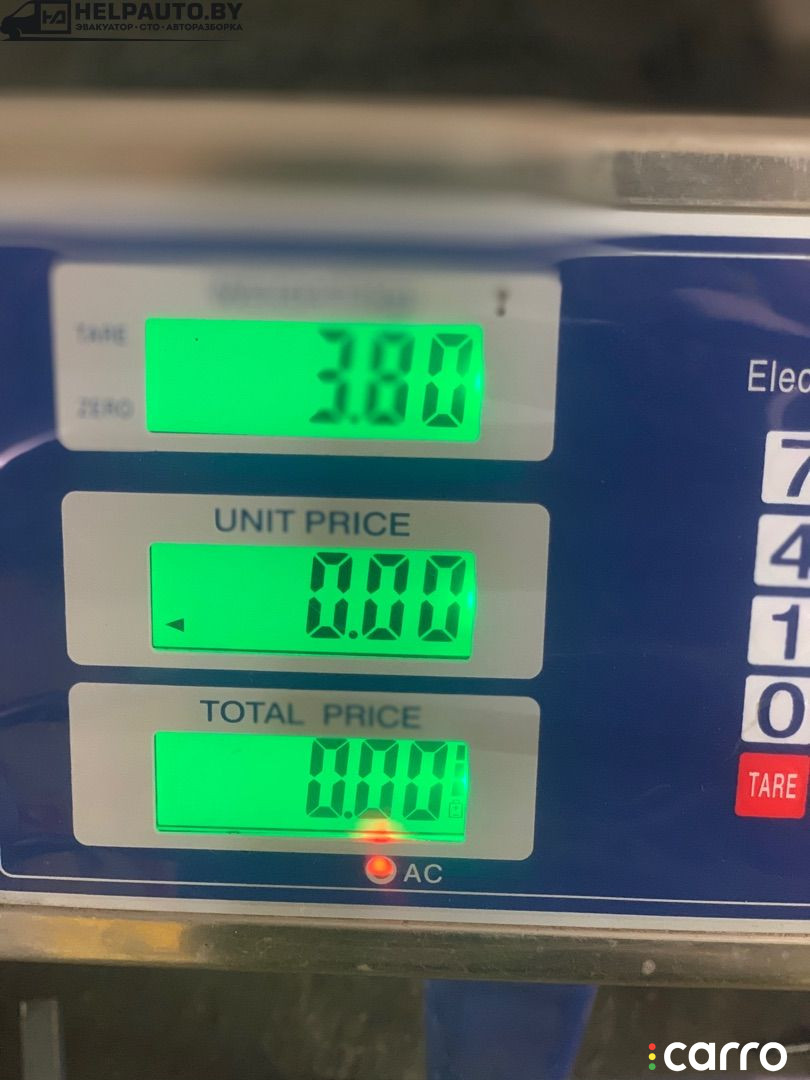 HELPAUTO.BY
ЭВАКУАТОР · СТО · АВТОРАЗБОРКА
TARE
3.80
ZERO
Elec
UNIT PRICE
0.00
TOTAL PRICE
0.00
AC
7
4
1
0
TARE
carro